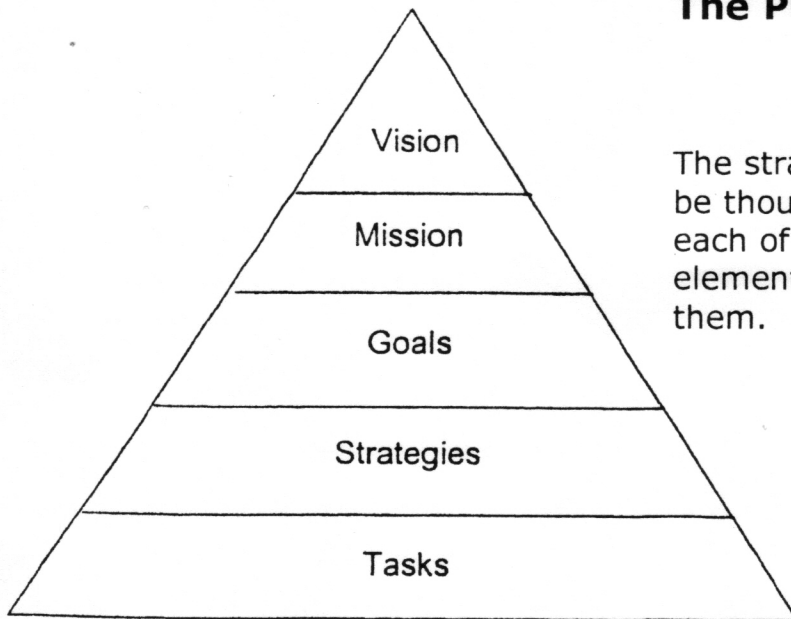 The P
Vision
Mission
Goals
Strategies
Tasks
The stra
be thou
each of
element
them.